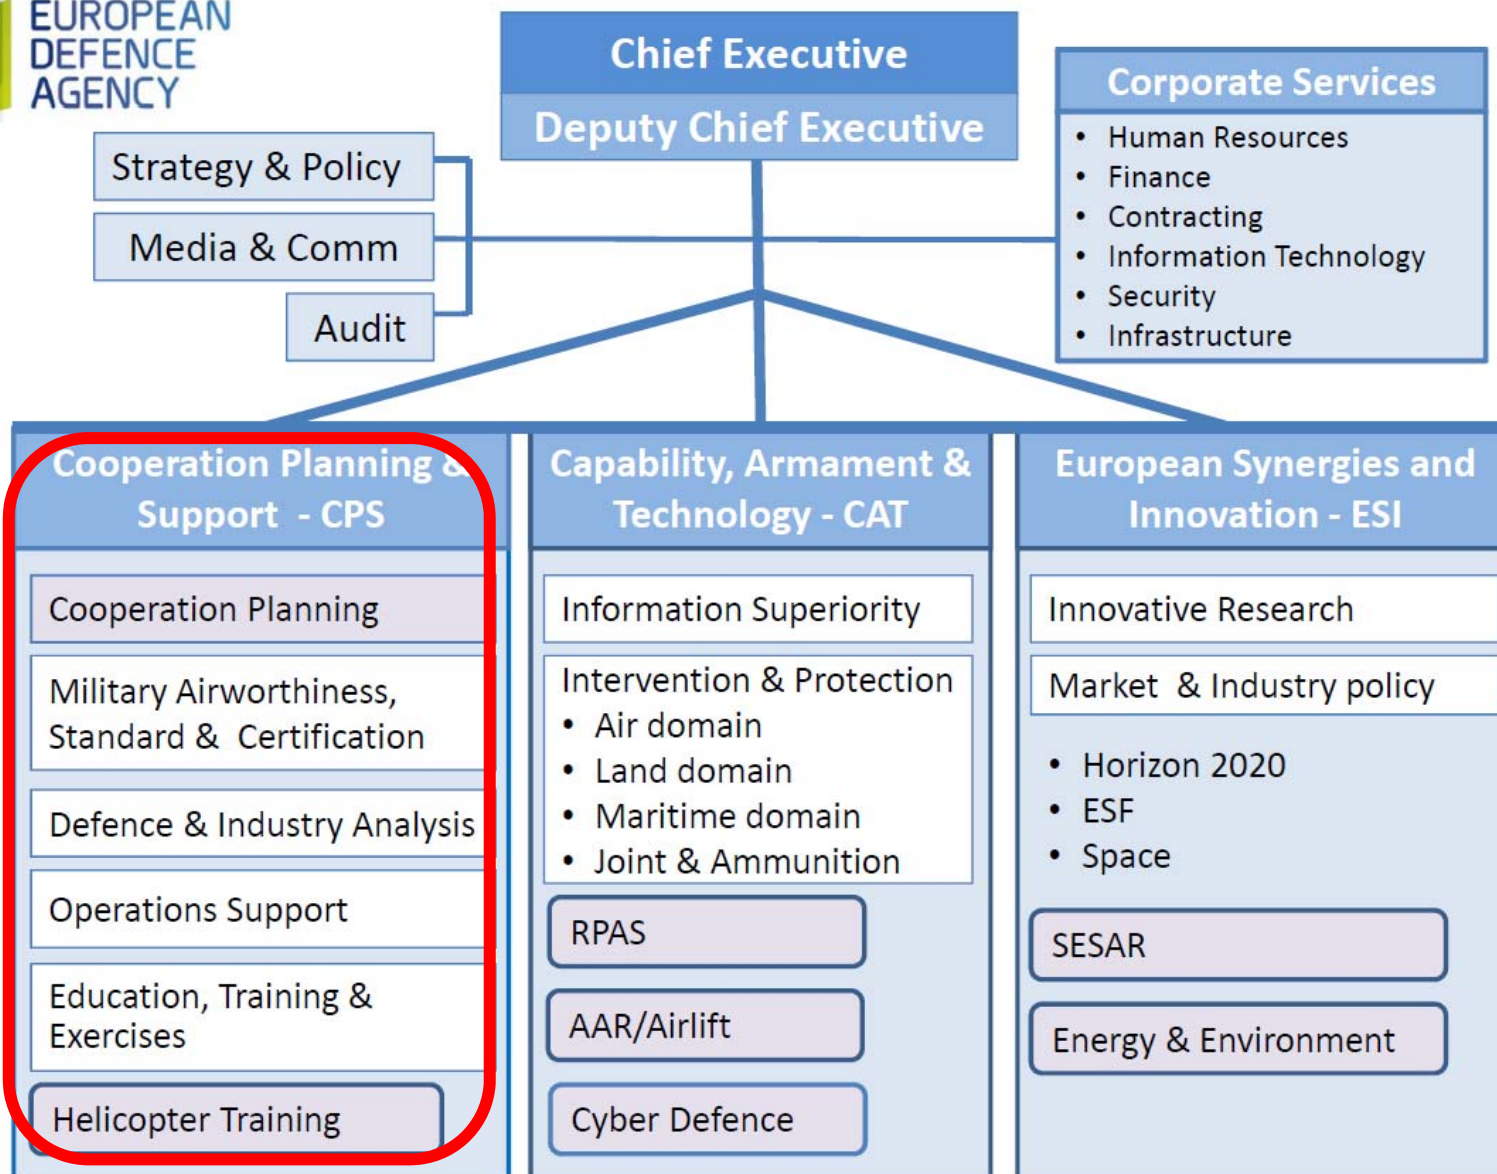 EUROPEAN
DEFENCE
AGENCY
Chief Executive
Deputy Chief Executive
Strategy & Policy
Media & Comm
Audit
Corporate Services
• Human Resources
• Finance
• Contracting
• Information Technology
• Security
• Infrastructure
Cooperation Planning &
Support - CPS
Cooperation Planning
Military Airworthiness,
Standard & Certification
Defence & Industry Analysis
Operations Support
Education, Training &
Exercises
Helicopter Training
Capability, Armament &
Technology - CAT
Information Superiority
Intervention & Protection
• Air domain
• Land domain
• Maritime domain
• Joint & Ammunition
RPAS
AAR/Airlift
Cyber Defence
European Synergies and
Innovation - ESI
Innovative Research
Market & Industry policy
• Horizon 2020
• ESF
• Space
SESAR
Energy & Environment